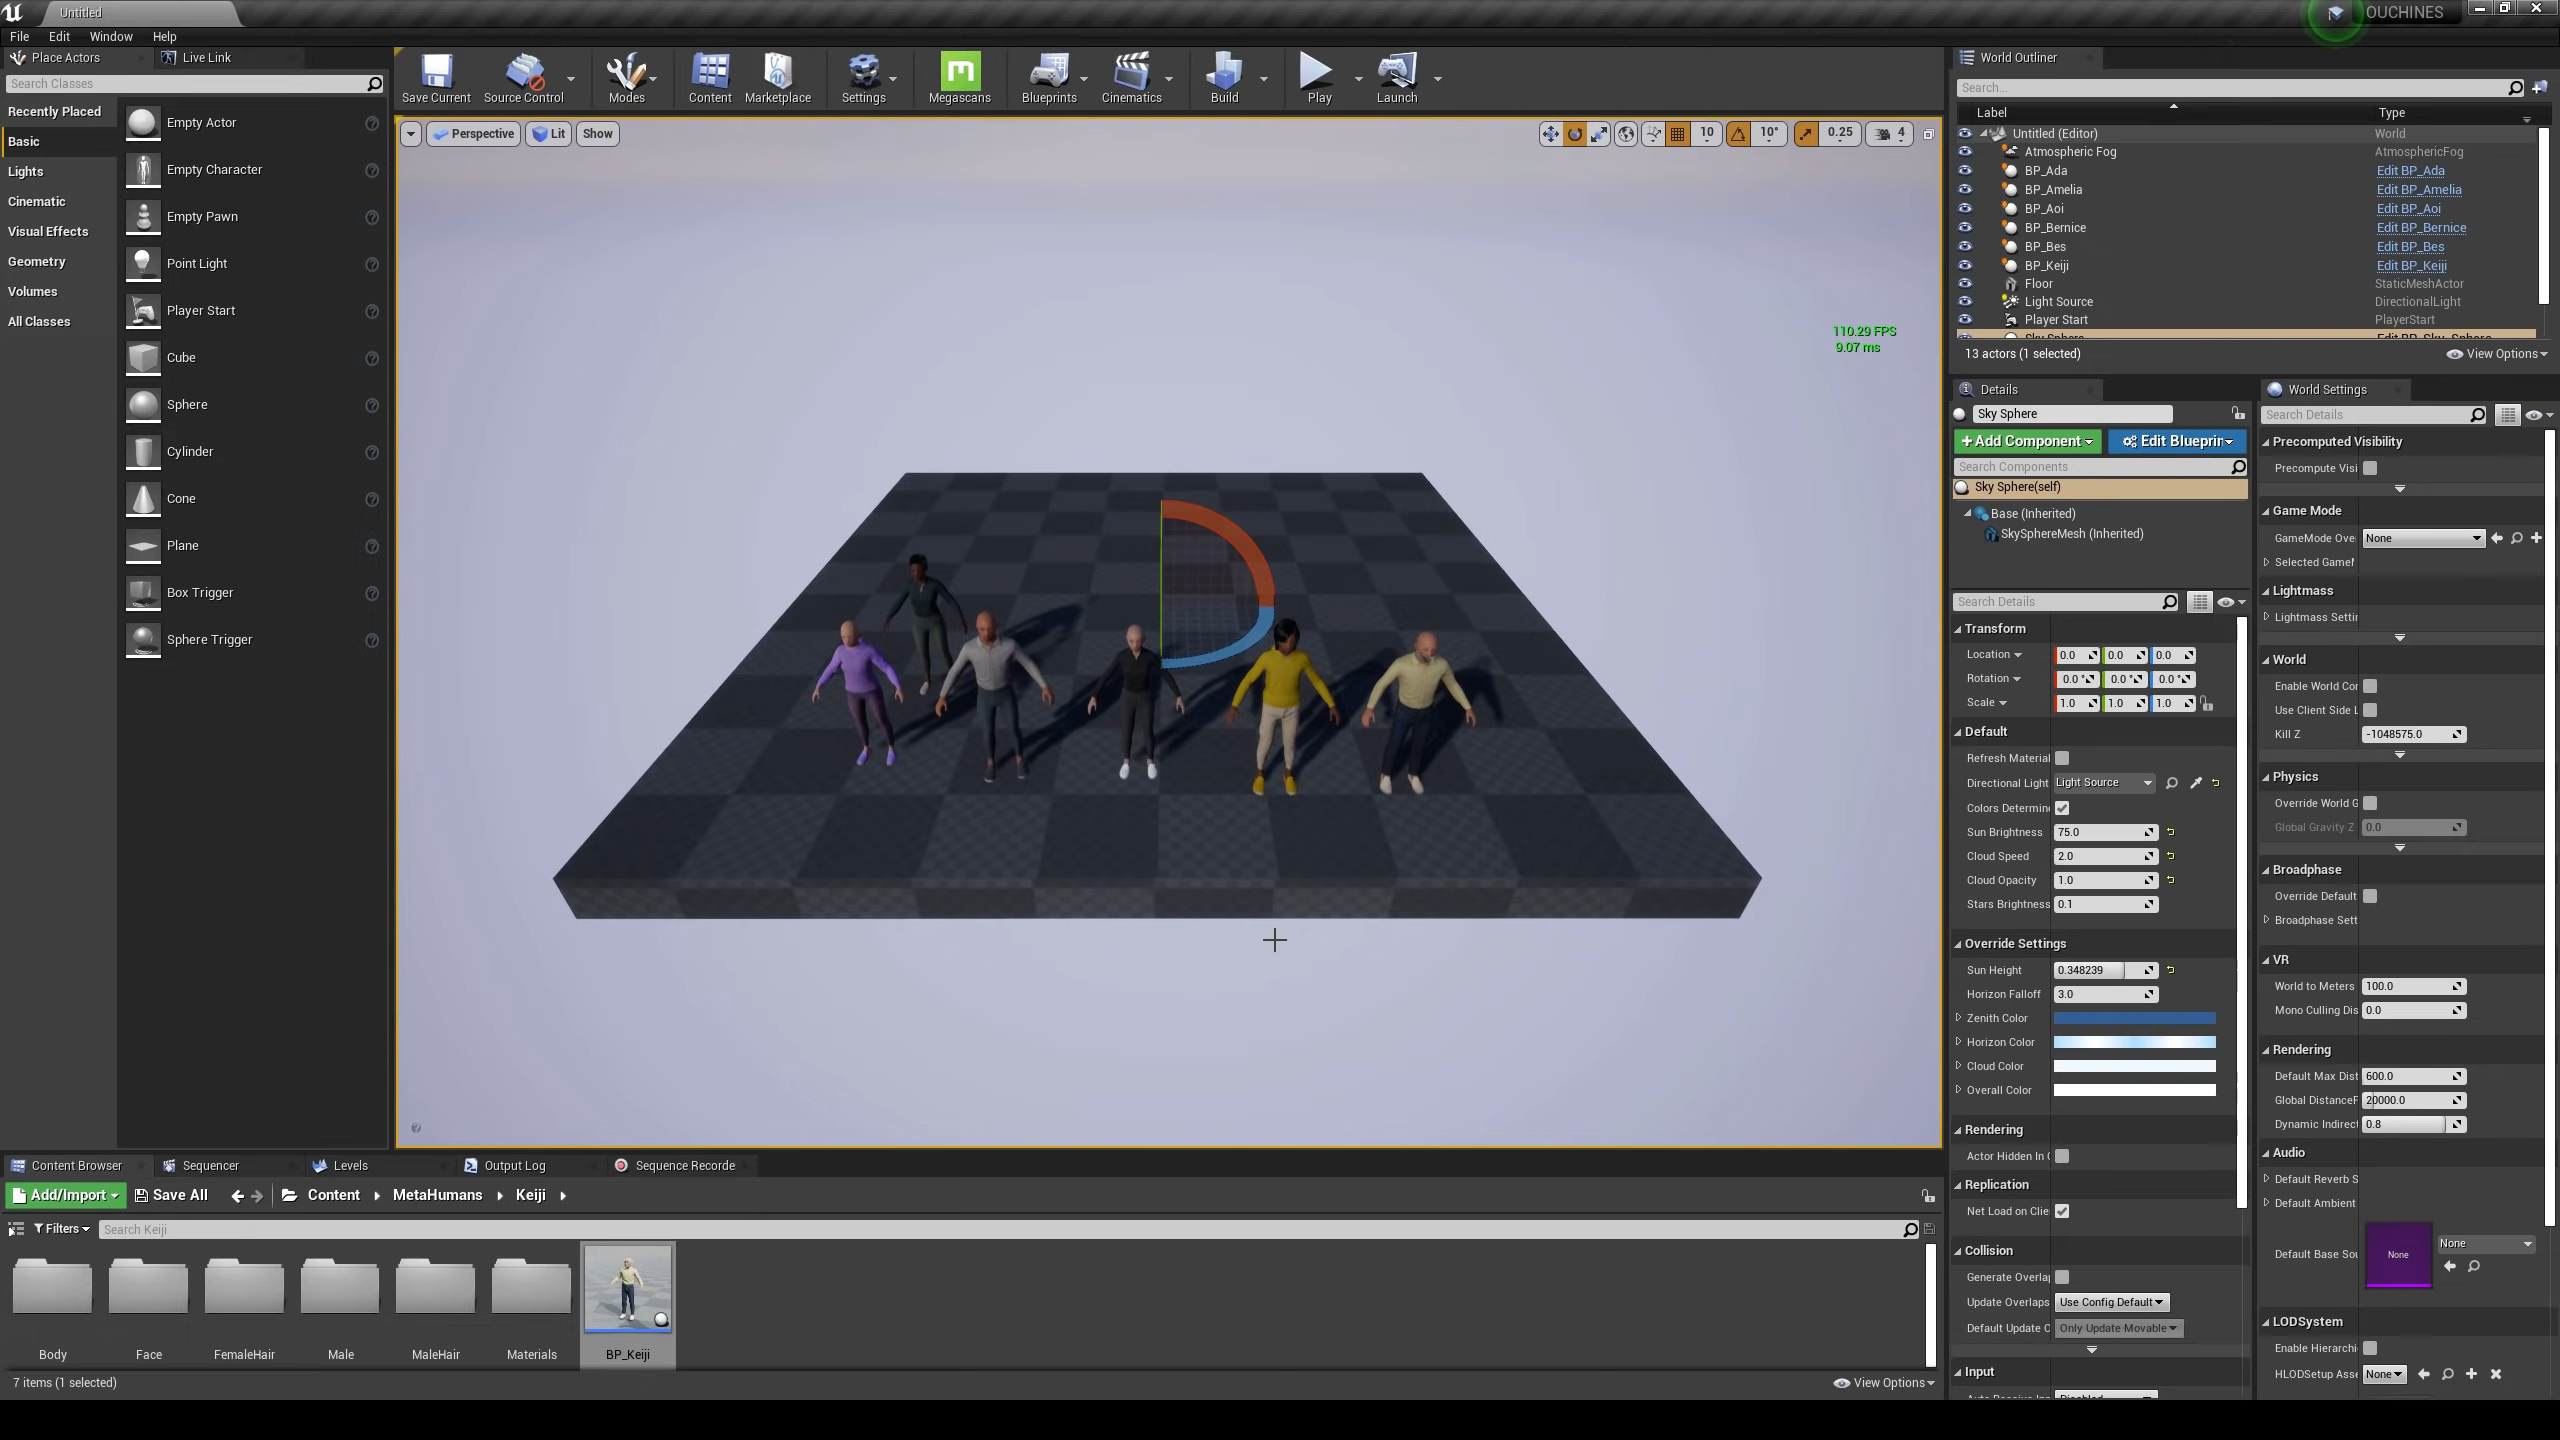 Untitled
OUCHINES
File Edit Window Help
Place Actors
Live Link
Search Classes
Recently Placed
Basic
Lights
Cinematic
Visual Effects
Geometry
Volumes
All Classes
Empty Actor
Empty Character
Empty Pawn
Point Light
Player Start
Cube
Sphere
Cylinder
Cone
Plane
Box Trigger
Sphere Trigger
Save Current Source Control Modes Content Marketplace Settings Megascans Blueprints Cinematics Build Play Launch
Perspective Lit Show
10 10° 0.25 4
110.29 FPS
9.07 ms
World Outliner
Search...
Label Type
Untitled (Editor) World
Atmospheric Fog AtmosphericFog
BP_Ada Edit BP_Ada
BP_Amelia Edit BP_Amelia
BP_Aoi Edit BP_Aoi
BP_Bernice Edit BP_Bernice
BP_Bes Edit BP_Bes
BP_Keiji Edit BP_Keiji
Floor StaticMeshActor
Light Source DirectionalLight
Player Start PlayerStart
Sky Sphere Edit BP_Sky_Sphere
13 actors (1 selected)
View Options
Details
Sky Sphere
+Add Component
Edit Blueprin
Search Components
Sky Sphere(self)
Base (Inherited)
SkySphereMesh (Inherited)
Search Details
Transform
Location 0.0 0.0 0.0
Rotation 0.0 ° 0.0 ° 0.0 °
Scale 1.0 1.0 1.0
Default
Refresh Material
Directional Light Light Source
Colors Determine
Sun Brightness 75.0
Cloud Speed 2.0
Cloud Opacity 1.0
Stars Brightness 0.1
Override Settings
Sun Height 0.348239
Horizon Falloff 3.0
Zenith Color
Horizon Color
Cloud Color
Overall Color
Rendering
Actor Hidden In G
Replication
Net Load on Clie
Collision
Generate Overlap
Update Overlaps Use Config Default
Default Update C Only Update Movable
Input
World Settings
Search Details
Precomputed Visibility
Precompute Visi
Game Mode
GameMode Ove None
Selected GameM
Lightmass
Lightmass Settin
World
Enable World Cor
Use Client Side L
Kill Z -1048575.0
Physics
Override World G
Global Gravity Z 0.0
Broadphase
Override Default
Broadphase Sett
VR
World to Meters 100.0
Mono Culling Dis 0.0
Rendering
Default Max Dist 600.0
Global DistanceF 20000.0
Dynamic Indirect 0.8
Audio
Default Reverb S
Default Ambient
Default Base Sou None None
LODSystem
Enable Hierarchi
HLODSetup Asse None
Content Browser
Sequencer
Levels
Output Log
Sequence Recorde
Add/Import Save All Content MetaHumans Keiji
Filters Search Keiji
Body Face FemaleHair Male MaleHair Materials BP_Keiji
7 items (1 selected)
View Options